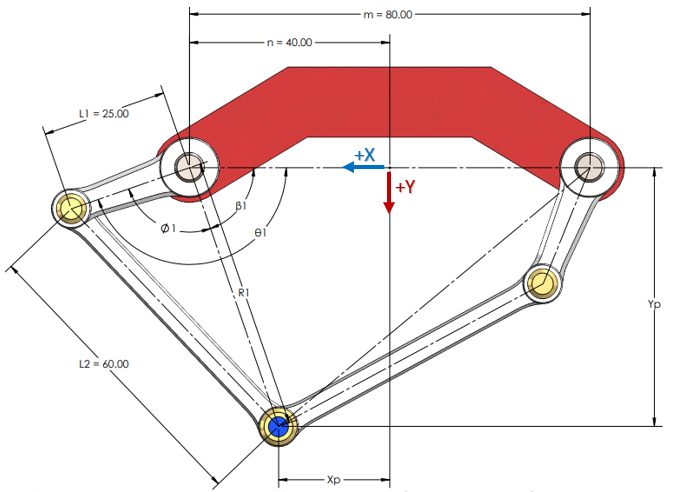 m = 80.00
n = 40.00
L1 = 25.00
+X
+Y
Ø1
β1
θ1
R1
Yp
L2 = 60.00
Xp